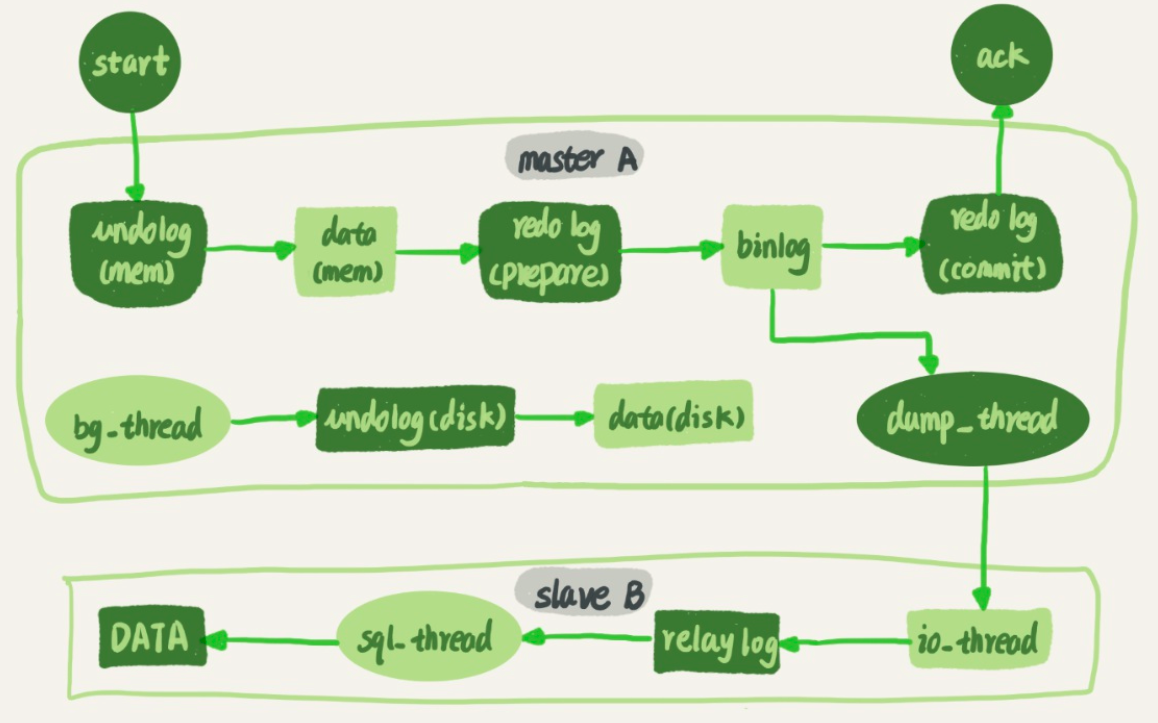 start
ack
master A
undolog
(mem)
data
(mem)
redo log
(prepare)
binlog
redo log
(commit)
bg_thread
undolog(disk)
data(disk)
dump_thread
slave B
DATA
sql_thread
relay log
io_thread